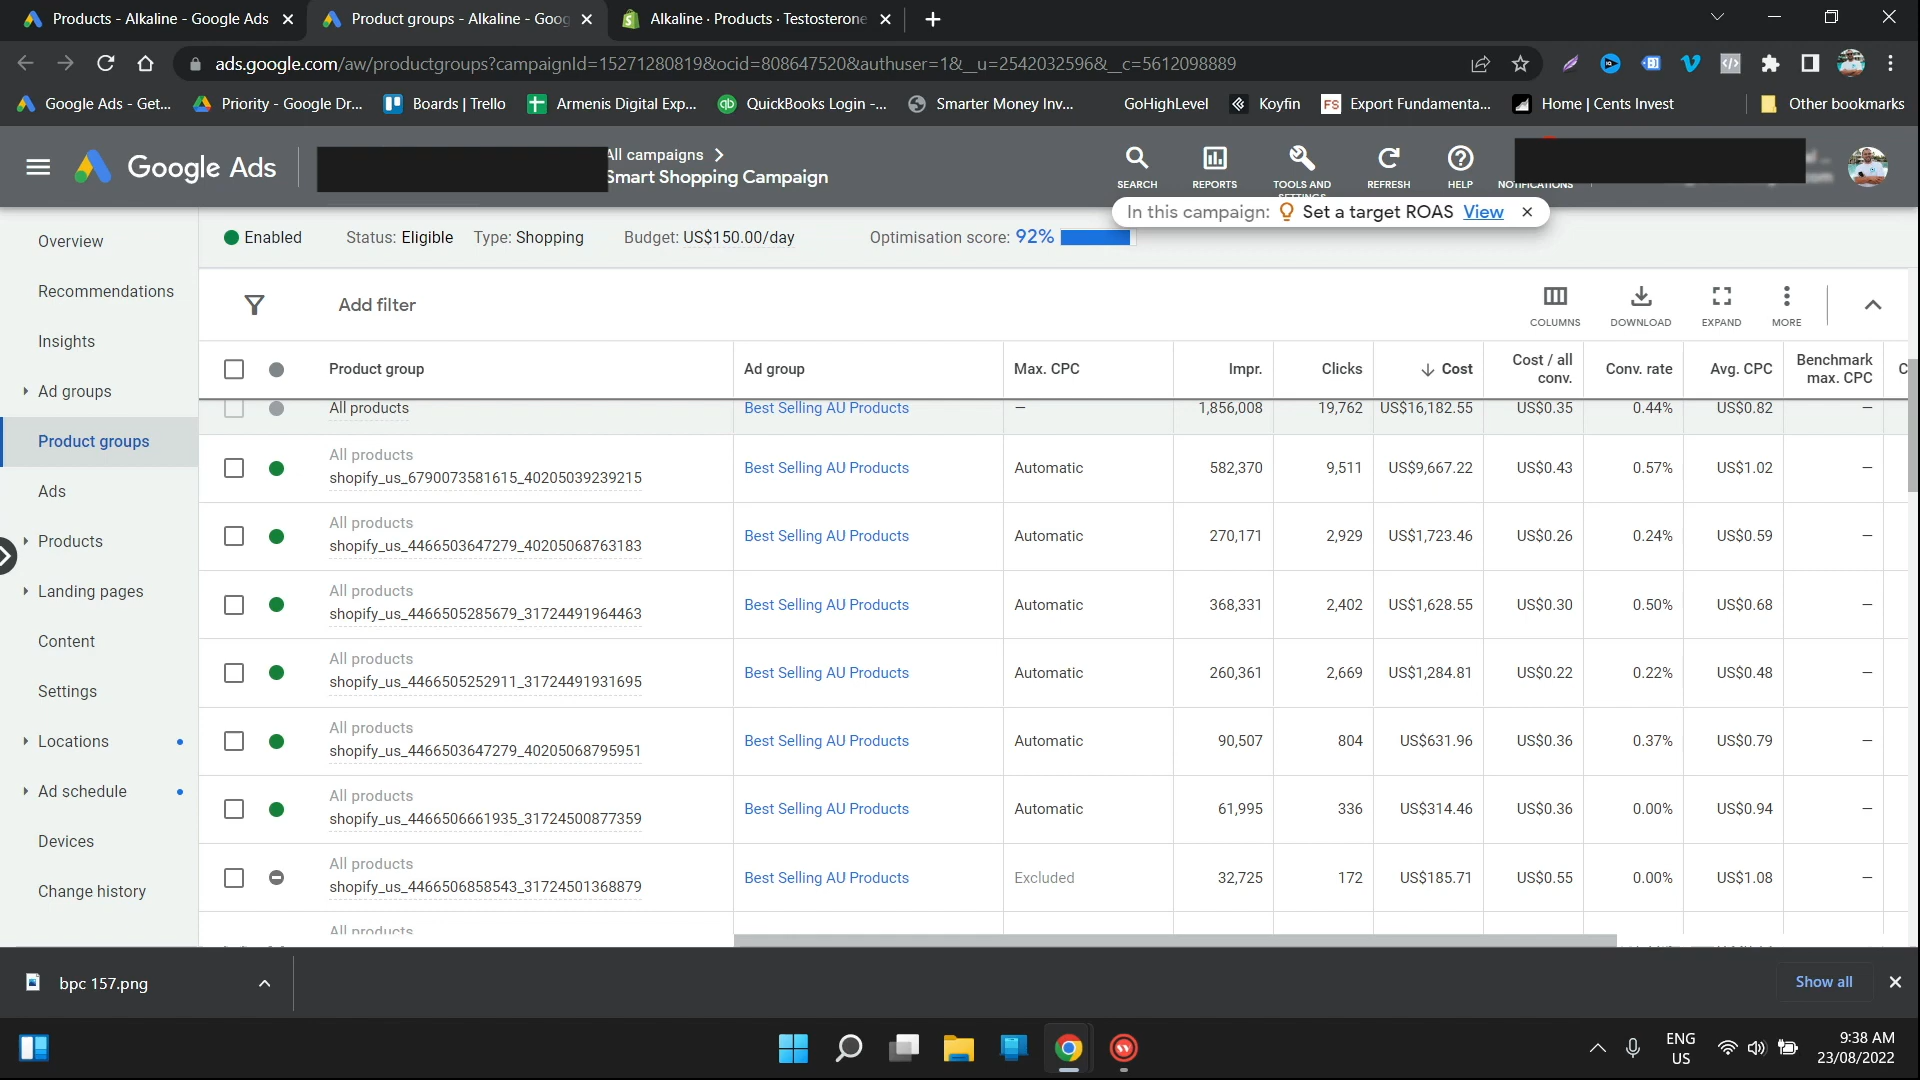 Products - Alkaline - Google Ads
Product groups - Alkaline - Goog
Alkaline · Products · Testosterone
ads.google.com/aw/productgroups?campaignId=15271280819&ocid=808647520&authuser=1&__u=2542032596&__c=5612098889
Google Ads - Get...
Priority - Google Dr...
Boards | Trello
Armenis Digital Exp...
QuickBooks Login -...
Smarter Money Inv...
GoHighLevel
Koyfin
FS
Export Fundamenta...
Home | Cents Invest
Other bookmarks
Google Ads
All campaigns
Smart Shopping Campaign
SEARCH
REPORTS
TOOLS AND SETTINGS
REFRESH
HELP
NOTIFICATIONS
In this campaign: Set a target ROAS View
Enabled Status: Eligible Type: Shopping Budget: US$150.00/day Optimisation score: 92%
Overview
Recommendations
Insights
Ad groups
Product groups
Ads
Products
Landing pages
Content
Settings
Locations
Ad schedule
Devices
Change history
Add filter
COLUMNS
DOWNLOAD
EXPAND
MORE
Product group Ad group Max. CPC Impr. Clicks Cost Cost / all conv. Conv. rate Avg. CPC Benchmark max. CPC C
All products Best Selling AU Products — 1,856,008 19,762 US$16,182.55 US$0.35 0.44% US$0.82 —
All products
shopify_us_6790073581615_40205039239215 Best Selling AU Products Automatic 582,370 9,511 US$9,667.22 US$0.43 0.57% US$1.02 —
All products
shopify_us_4466503647279_40205068763183 Best Selling AU Products Automatic 270,171 2,929 US$1,723.46 US$0.26 0.24% US$0.59 —
All products
shopify_us_4466505285679_31724491964463 Best Selling AU Products Automatic 368,331 2,402 US$1,628.55 US$0.30 0.50% US$0.68 —
All products
shopify_us_4466505252911_31724491931695 Best Selling AU Products Automatic 260,361 2,669 US$1,284.81 US$0.22 0.22% US$0.48 —
All products
shopify_us_4466503647279_40205068795951 Best Selling AU Products Automatic 90,507 804 US$631.96 US$0.36 0.37% US$0.79 —
All products
shopify_us_4466506661935_31724500877359 Best Selling AU Products Automatic 61,995 336 US$314.46 US$0.36 0.00% US$0.94 —
All products
shopify_us_4466506858543_31724501368879 Best Selling AU Products Excluded 32,725 172 US$185.71 US$0.55 0.00% US$1.08 —
All products
bpc 157.png
Show all
ENG
US
9:38 AM
23/08/2022